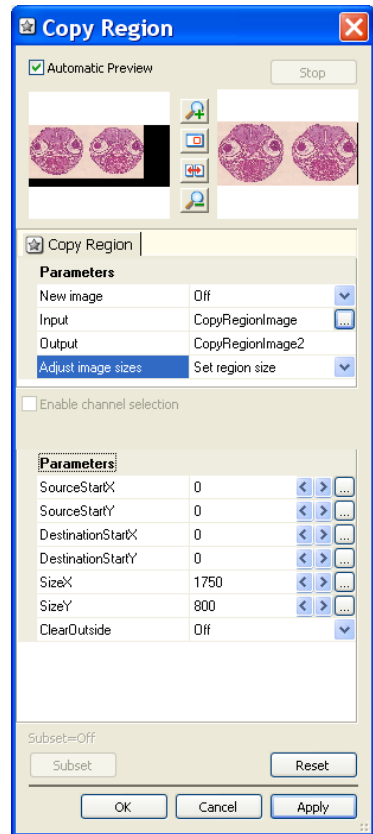 Copy Region
Automatic Preview
Stop
Copy Region
Parameters
New image Off
Input CopyRegionImage ...
Output CopyRegionImage2
Adjust image sizes Set region size
Enable channel selection
Parameters
SourceStartX 0 ...
SourceStartY 0 ...
DestinationStartX 0 ...
DestinationStartY 0 ...
SizeX 1750 ...
SizeY 800 ...
ClearOutside Off
Subset=Off
Subset Reset
OK Cancel Apply